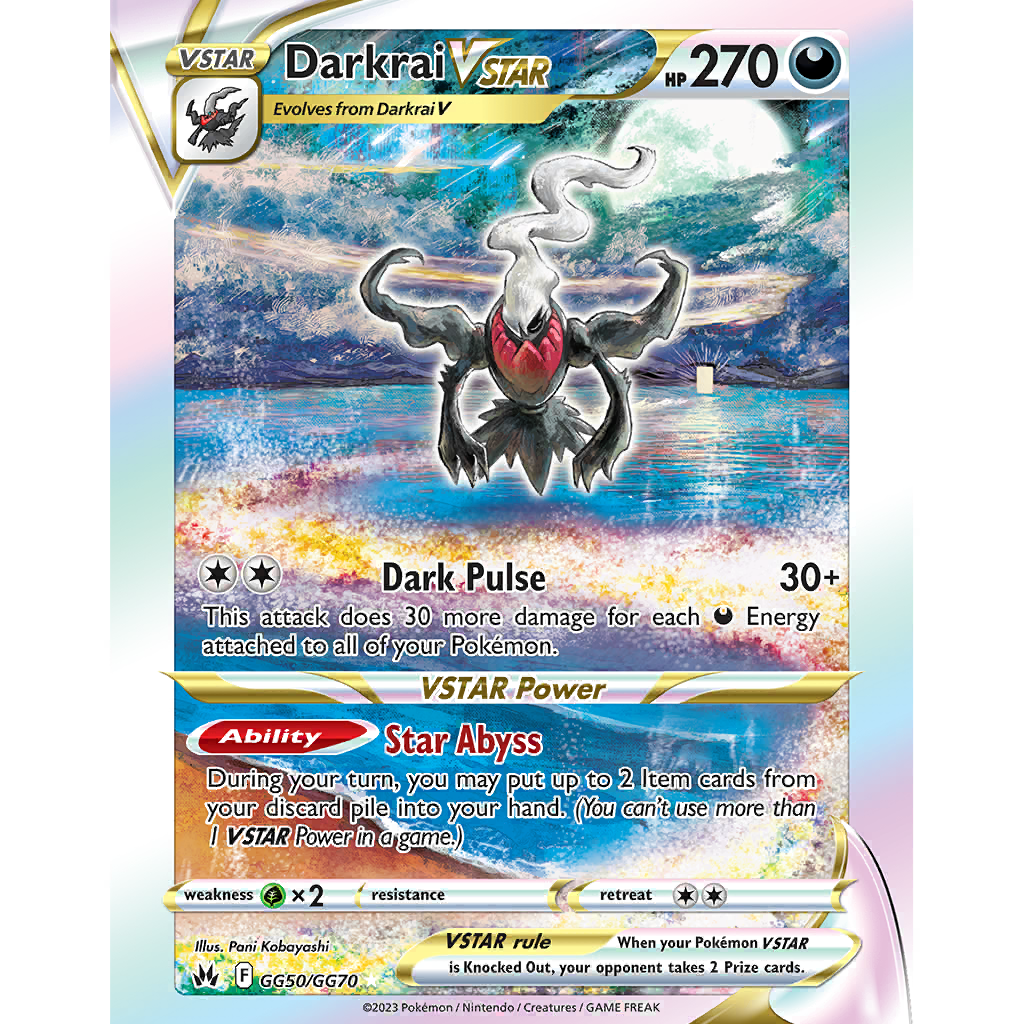 VSTAR
Darkrai VSTAR
HP 270
Evolves from Darkrai V
Dark Pulse 30+
This attack does 30 more damage for each Energy
attached to all of your Pokémon.
VSTAR Power
Ability Star Abyss
During your turn, you may put up to 2 Item cards from
your discard pile into your hand. (You can't use more than
1 VSTAR Power in a game.)
weakness ×2 resistance retreat
Illus. Pani Kobayashi
VSTAR rule When your Pokémon VSTAR
is Knocked Out, your opponent takes 2 Prize cards.
F GG50/GG70
©2023 Pokémon / Nintendo / Creatures / GAME FREAK